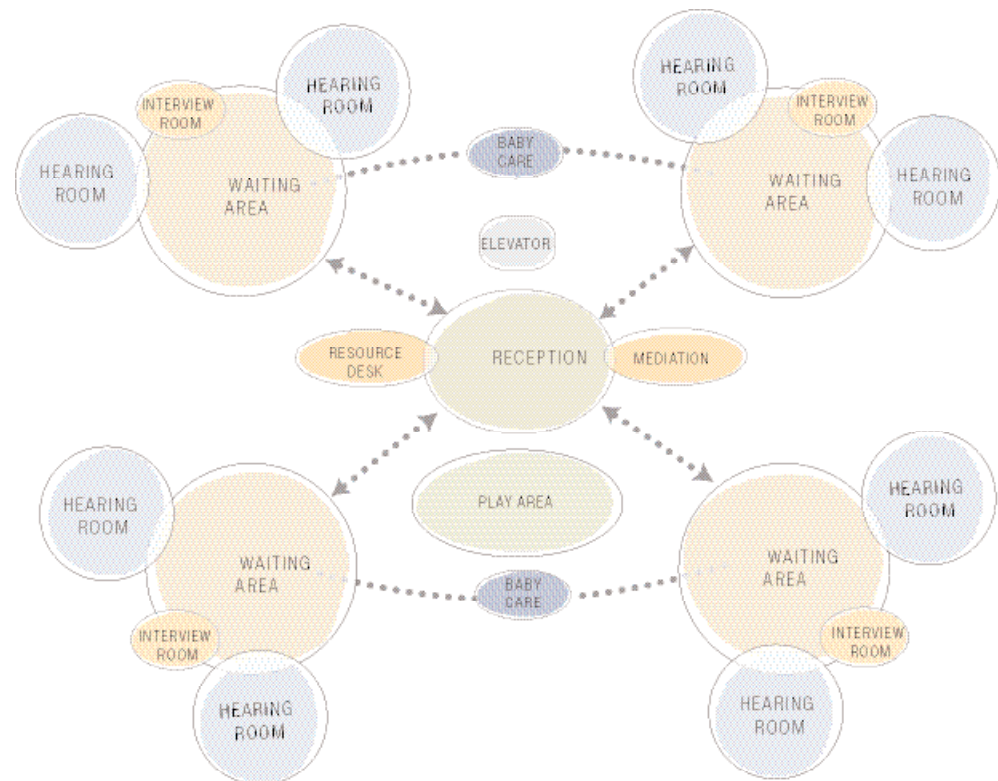 HEARING
ROOM
INTERVIEW
ROOM
HEARING
ROOM
WAITING
AREA
BABY
CARE
HEARING
ROOM
INTERVIEW
ROOM
HEARING
ROOM
WAITING
AREA
ELEVATOR
RESOURCE
DESK
RECEPTION
MEDIATION
HEARING
ROOM
WAITING
AREA
INTERVIEW
ROOM
HEARING
ROOM
PLAY AREA
BABY
CARE
HEARING
ROOM
WAITING
AREA
INTERVIEW
ROOM
HEARING
ROOM